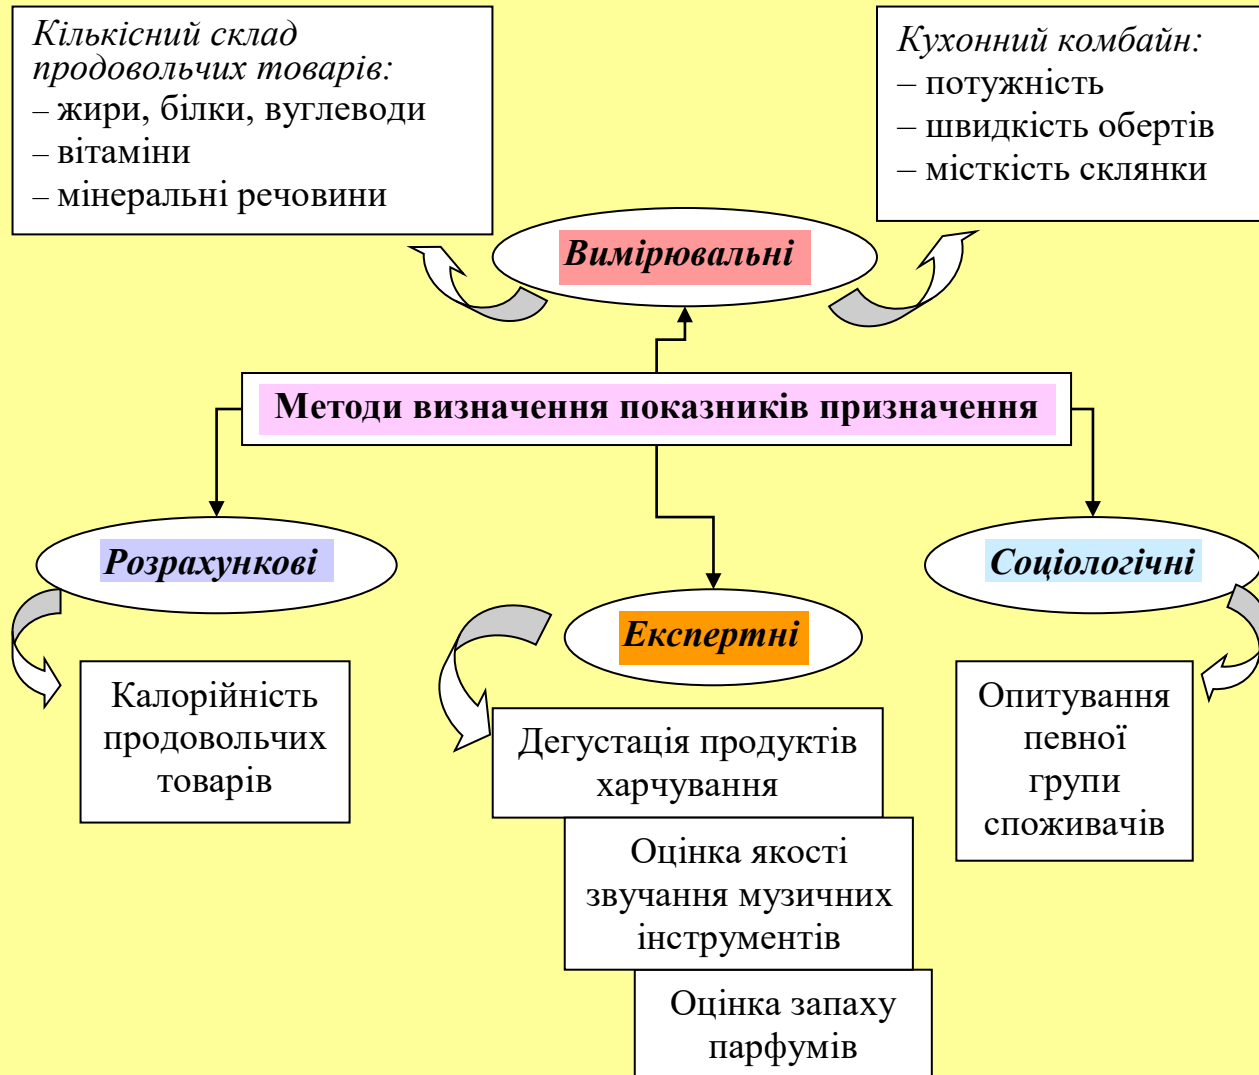 Кількісний склад
продовольчих товарів:
– жири, білки, вуглеводи
– вітаміни
– мінеральні речовини
Кухонний комбайн:
– потужність
– швидкість обертів
– місткість склянки
Вимірювальні
Методи визначення показників призначення
Розрахункові
Експертні
Соціологічні
Калорійність
продовольчих
товарів
Дегустація продуктів
харчування
Оцінка якості
звучання музичних
інструментів
Оцінка запаху
парфумів
Опитування
певної
групи
споживачів